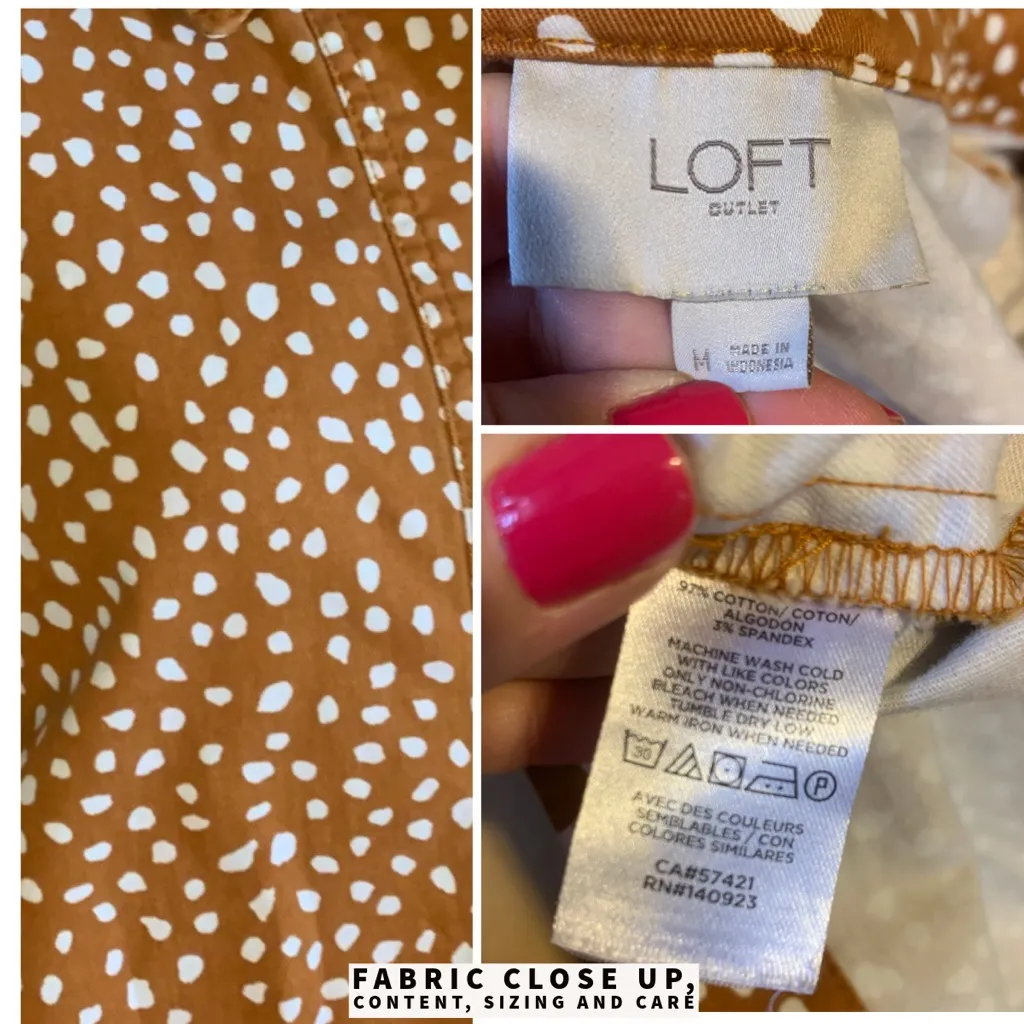 LOFT
OUTLET
M MADE IN
INDONESIA
97% COTTON/ COTON/
ALGODON
3% SPANDEX
MACHINE WASH COLD
WITH LIKE COLORS
ONLY NON-CHLORINE
BLEACH WHEN NEEDED
TUMBLE DRY LOW
WARM IRON WHEN NEEDED
30 P
AVEC DES COULEURS
SEMBLABLES / CON
COLORES SIMILARES
CA#57421
RN#140923
FABRIC CLOSE UP,
CONTENT, SIZING AND CARE